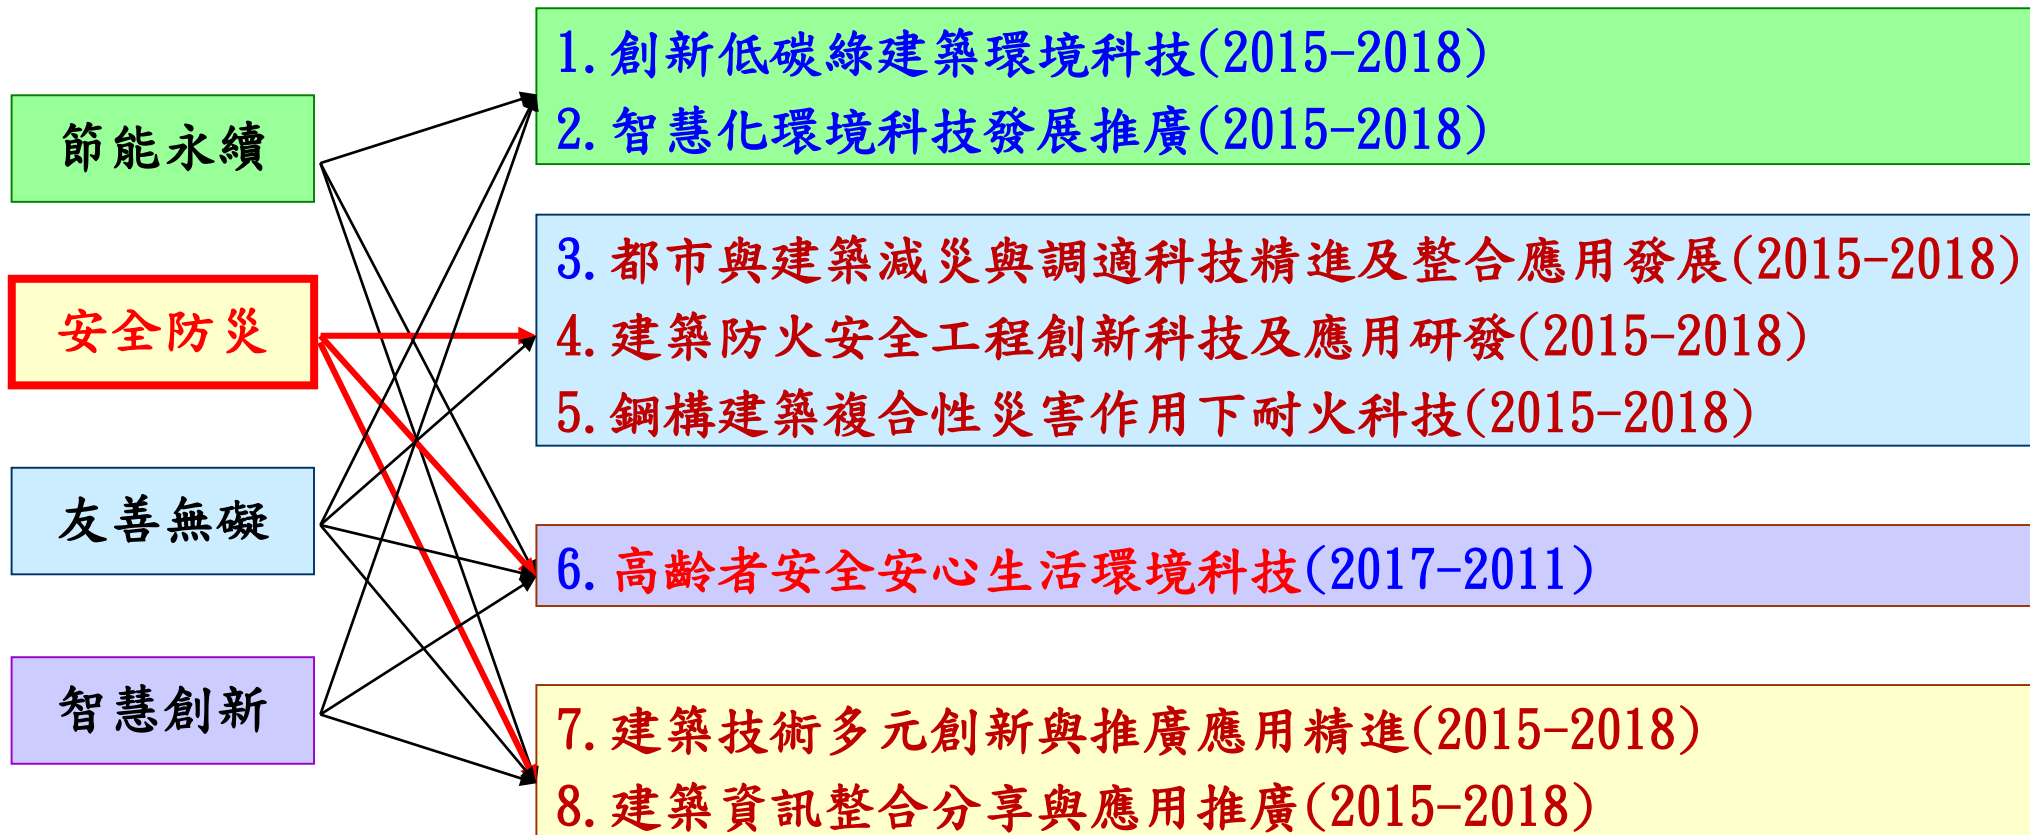 節能永續
安全防災
友善無礙
智慧創新
1.創新低碳綠建築環境科技(2015-2018)
2.智慧化環境科技發展推廣(2015-2018)
3.都市與建築減災與調適科技精進及整合應用發展(2015-2018)
4.建築防火安全工程創新科技及應用研發(2015-2018)
5.鋼構建築複合性災害作用下耐火科技(2015-2018)
6.高齡者安全安心生活環境科技(2017-2011)
7.建築技術多元創新與推廣應用精進(2015-2018)
8.建築資訊整合分享與應用推廣(2015-2018)